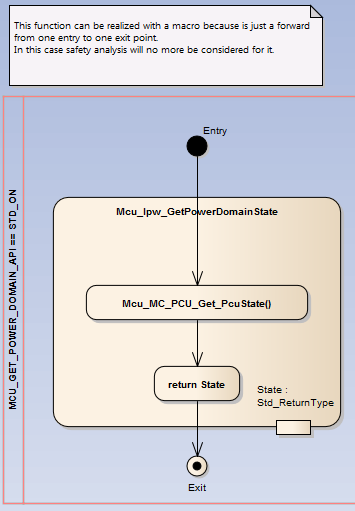 This function can be realized with a macro because is just a forward
from one entry to one exit point.
In this case safety analysis will no more be considered for it.
MCU_GET_POWER_DOMAIN_API == STD_ON
Entry
Mcu_Ipw_GetPowerDomainState
Mcu_MC_PCU_Get_PcuState()
return State
State :
Std_ReturnType
Exit